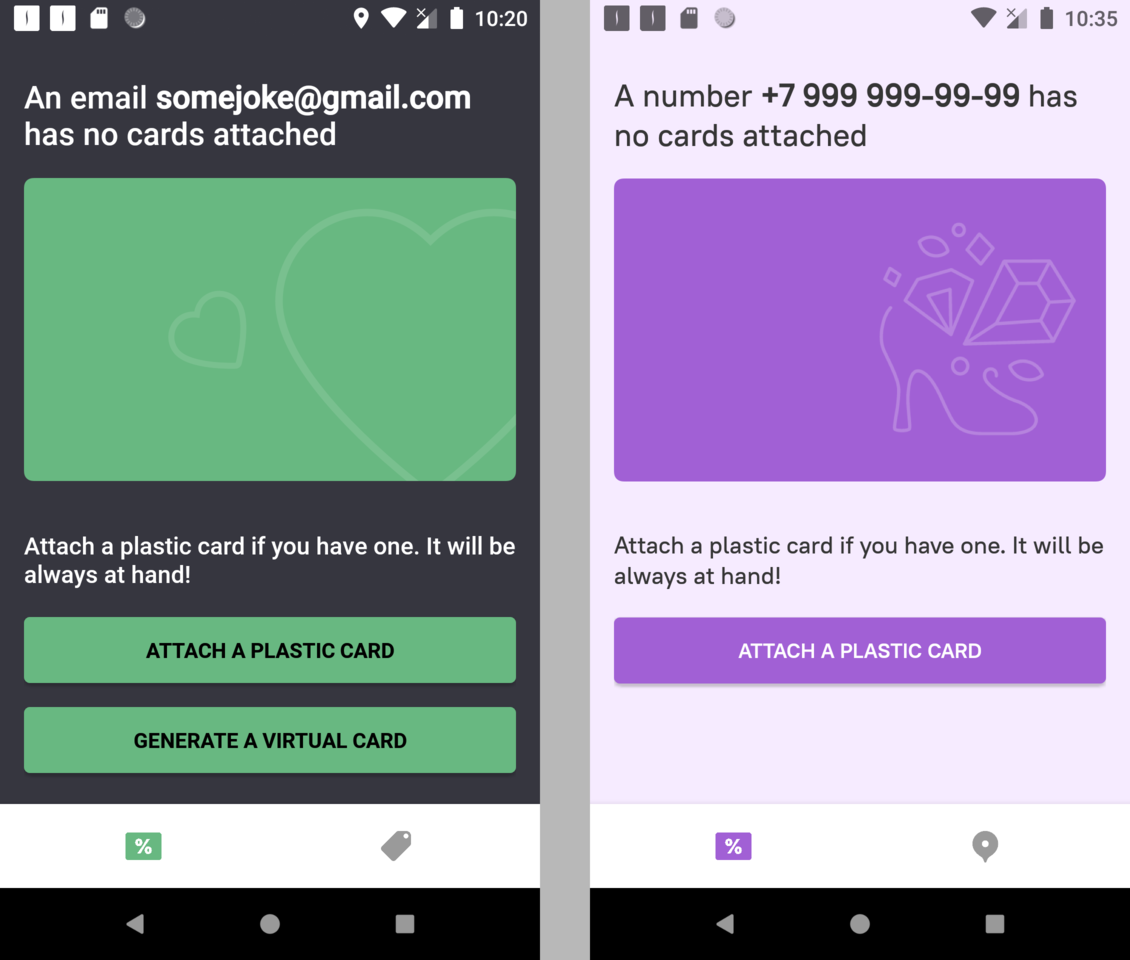 10:20
An email somejoke@gmail.com
has no cards attached
Attach a plastic card if you have one. It will be
always at hand!
ATTACH A PLASTIC CARD
GENERATE A VIRTUAL CARD
%
10:35
A number +7 999 999-99-99 has
no cards attached
Attach a plastic card if you have one. It will be
always at hand!
ATTACH A PLASTIC CARD
%